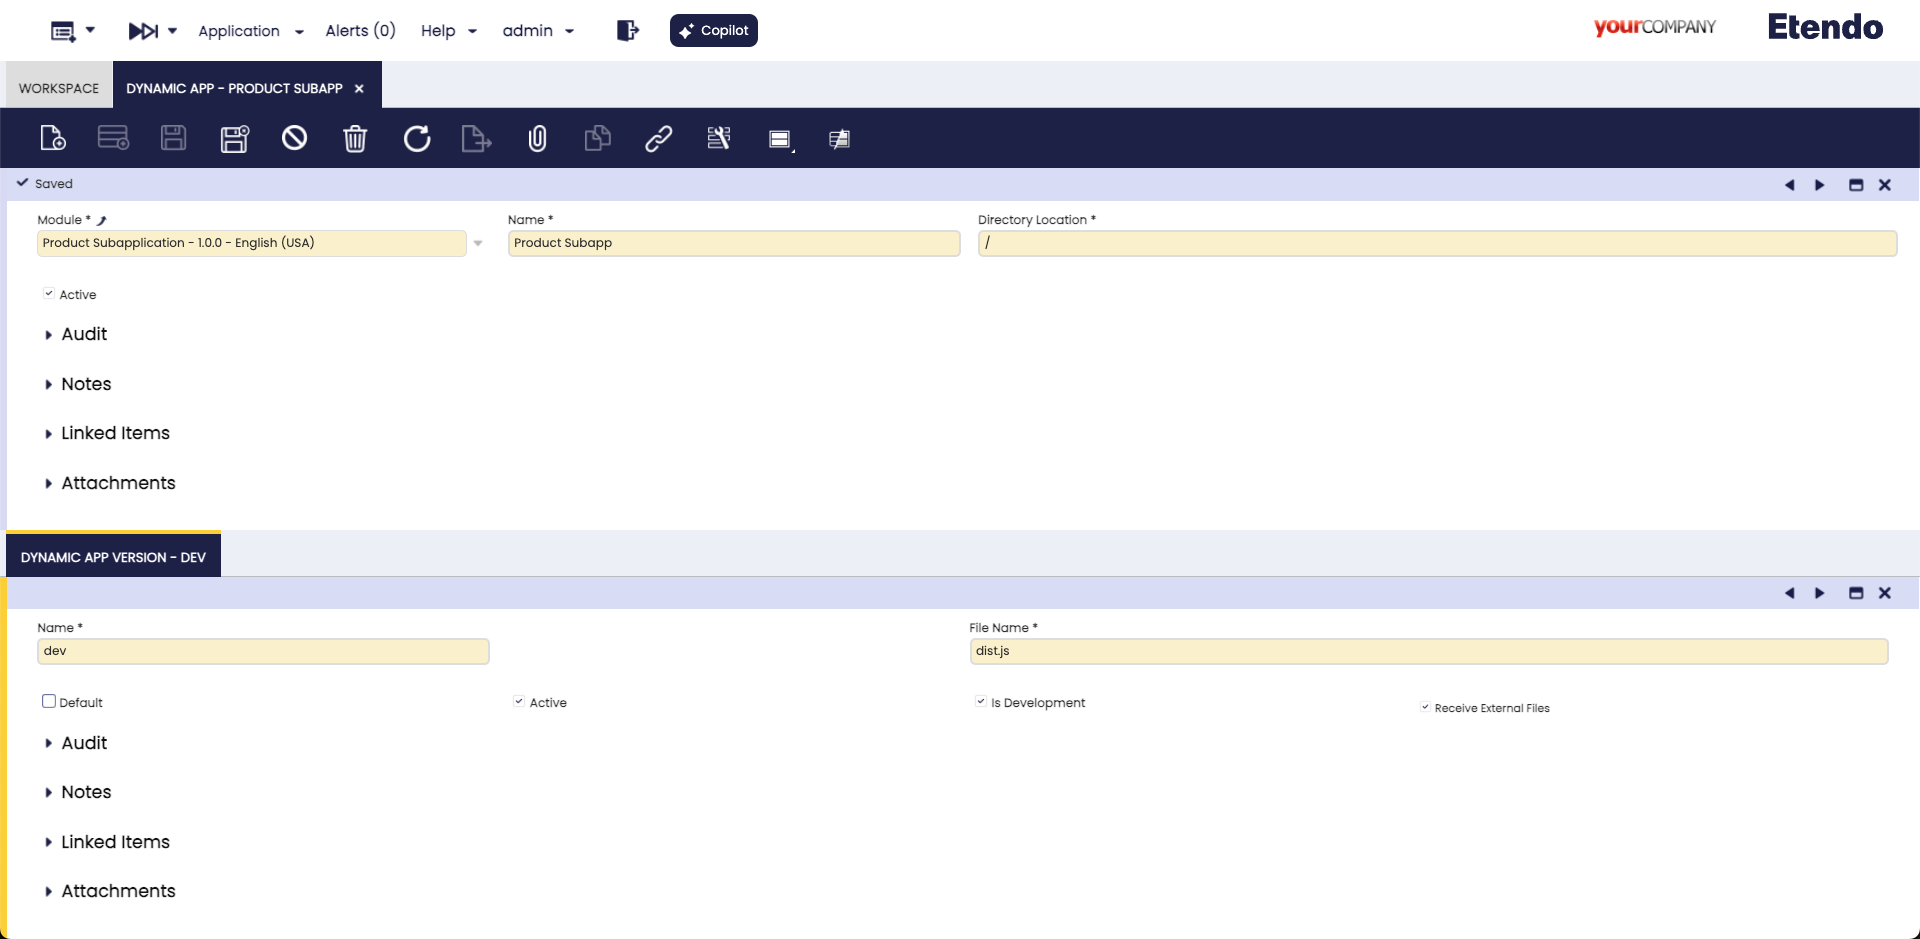 Application
Alerts (0)
Help
admin
Copilot
yourCOMPANY
Etendo
WORKSPACE
DYNAMIC APP - PRODUCT SUBAPP
Saved
Module *
Name *
Directory Location *
Product Subapplication - 1.0.0 - English (USA)
Product Subapp
/
Active
Audit
Notes
Linked Items
Attachments
DYNAMIC APP VERSION - DEV
Name *
File Name *
dev
dist.js
Default
Active
Is Development
Receive External Files
Audit
Notes
Linked Items
Attachments